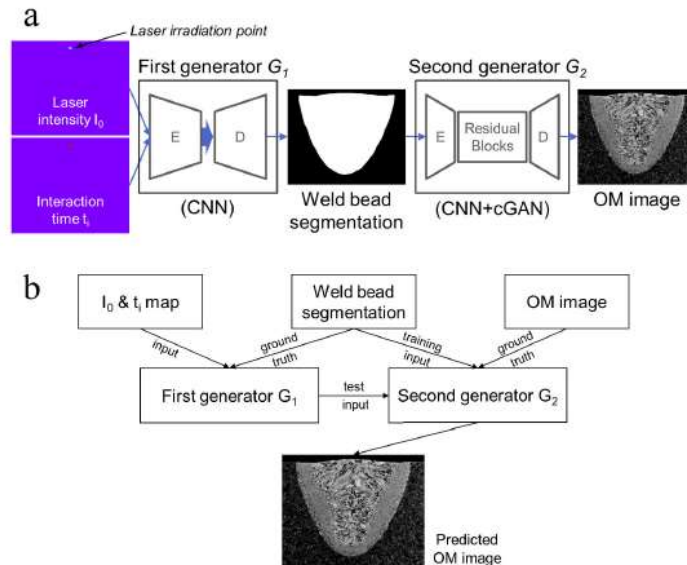 a
Laser irradiation point
First generator G1
Second generator G2
Laser
intensity I0
E
D
E
Residual
Blocks
D
Interaction
time ti
(CNN)
Weld bead
segmentation
(CNN+cGAN)
OM image
b
I0 & ti map
Weld bead
segmentation
OM image
input
ground
truth
training
input
ground
truth
First generator G1
test
input
Second generator G2
Predicted
OM image